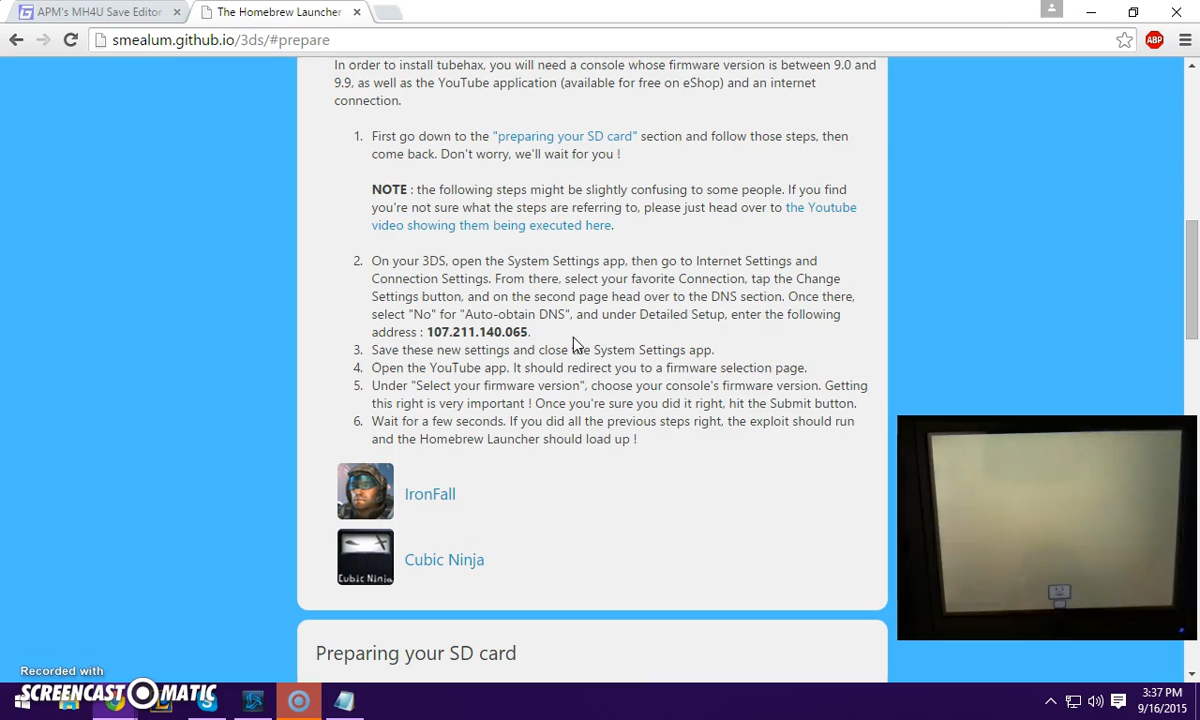 APM's MH4U Save Editor
The Homebrew Launcher
smealum.github.io/3ds/#prepare
ABP
In order to install tubehax, you will need a console whose firmware version is between 9.0 and
9.9, as well as the YouTube application (available for free on eShop) and an internet
connection.
1. First go down to the "preparing your SD card" section and follow those steps, then
come back. Don't worry, we'll wait for you !
NOTE : the following steps might be slightly confusing to some people. If you find
you're not sure what the steps are referring to, please just head over to the Youtube
video showing them being executed here.
2. On your 3DS, open the System Settings app, then go to Internet Settings and
Connection Settings. From there, select your favorite Connection, tap the Change
Settings button, and on the second page head over to the DNS section. Once there,
select "No" for "Auto-obtain DNS", and under Detailed Setup, enter the following
address : 107.211.140.065.
3. Save these new settings and close the System Settings app.
4. Open the YouTube app. It should redirect you to a firmware selection page.
5. Under "Select your firmware version", choose your console's firmware version. Getting
this right is very important ! Once you're sure you did it right, hit the Submit button.
6. Wait for a few seconds. If you did all the previous steps right, the exploit should run
and the Homebrew Launcher should load up !
IronFall
Cubic Ninja
Cubic Ninja
Preparing your SD card
Recorded with
SCREENCAST-O-MATIC
3:37 PM
9/16/2015